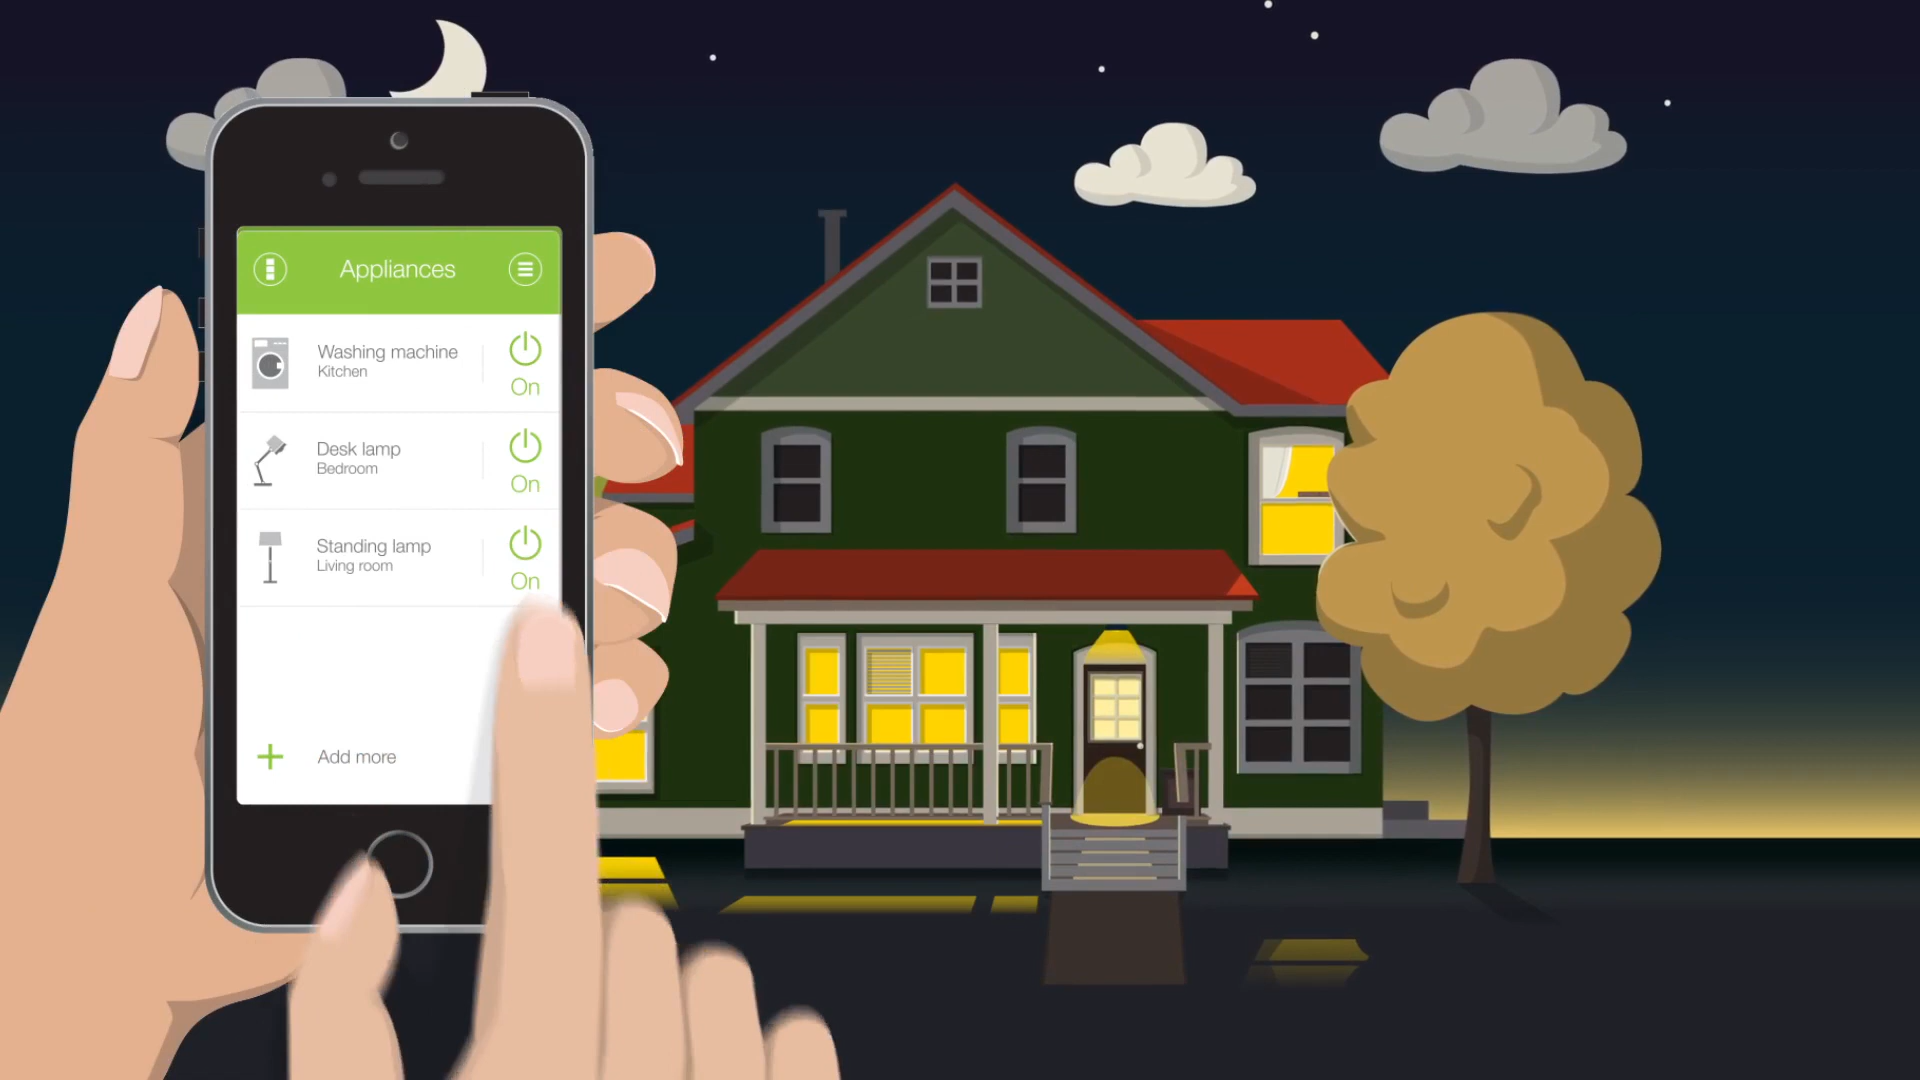 Appliances
Washing machine
Kitchen
On
Desk lamp
Bedroom
On
Standing lamp
Living room
On
Add more